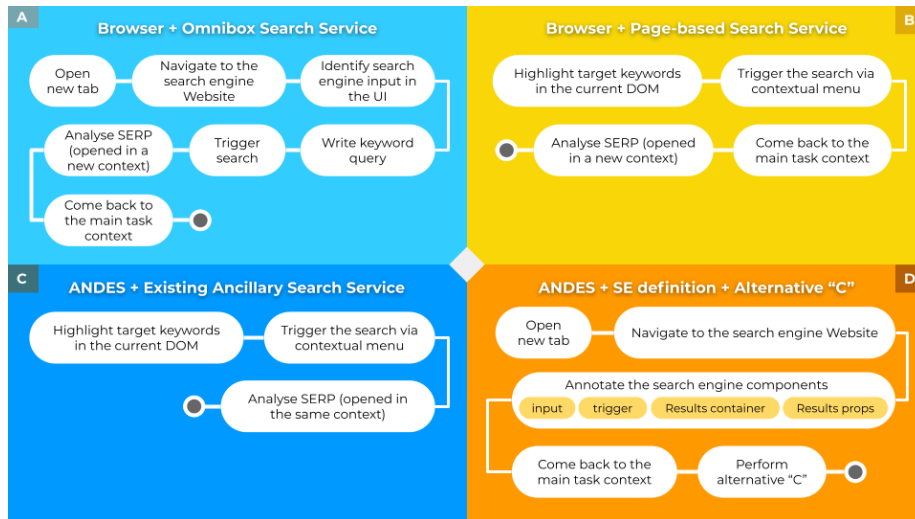 A
Browser + Omnibox Search Service
Open
new tab
Navigate to the
search engine
Website
Identify search
engine input in
the UI
Analyse SERP
(opened in a
new context)
Trigger
search
Write keyword
query
Come back to
the main task
context
B
Browser + Page-based Search Service
Highlight target keywords
in the current DOM
Trigger the search via
contextual menu
Analyse SERP (opened
in a new context)
Come back to the
main task context
C
ANDES + Existing Ancillary Search Service
Highlight target keywords
in the current DOM
Trigger the search via
contextual menu
Analyse SERP (opened in
the same context)
D
ANDES + SE definition + Alternative “C”
Open
new tab
Navigate to the search engine Website
Annotate the search engine components
input
trigger
Results container
Results props
Come back to the
main task context
Perform
alternative “C”